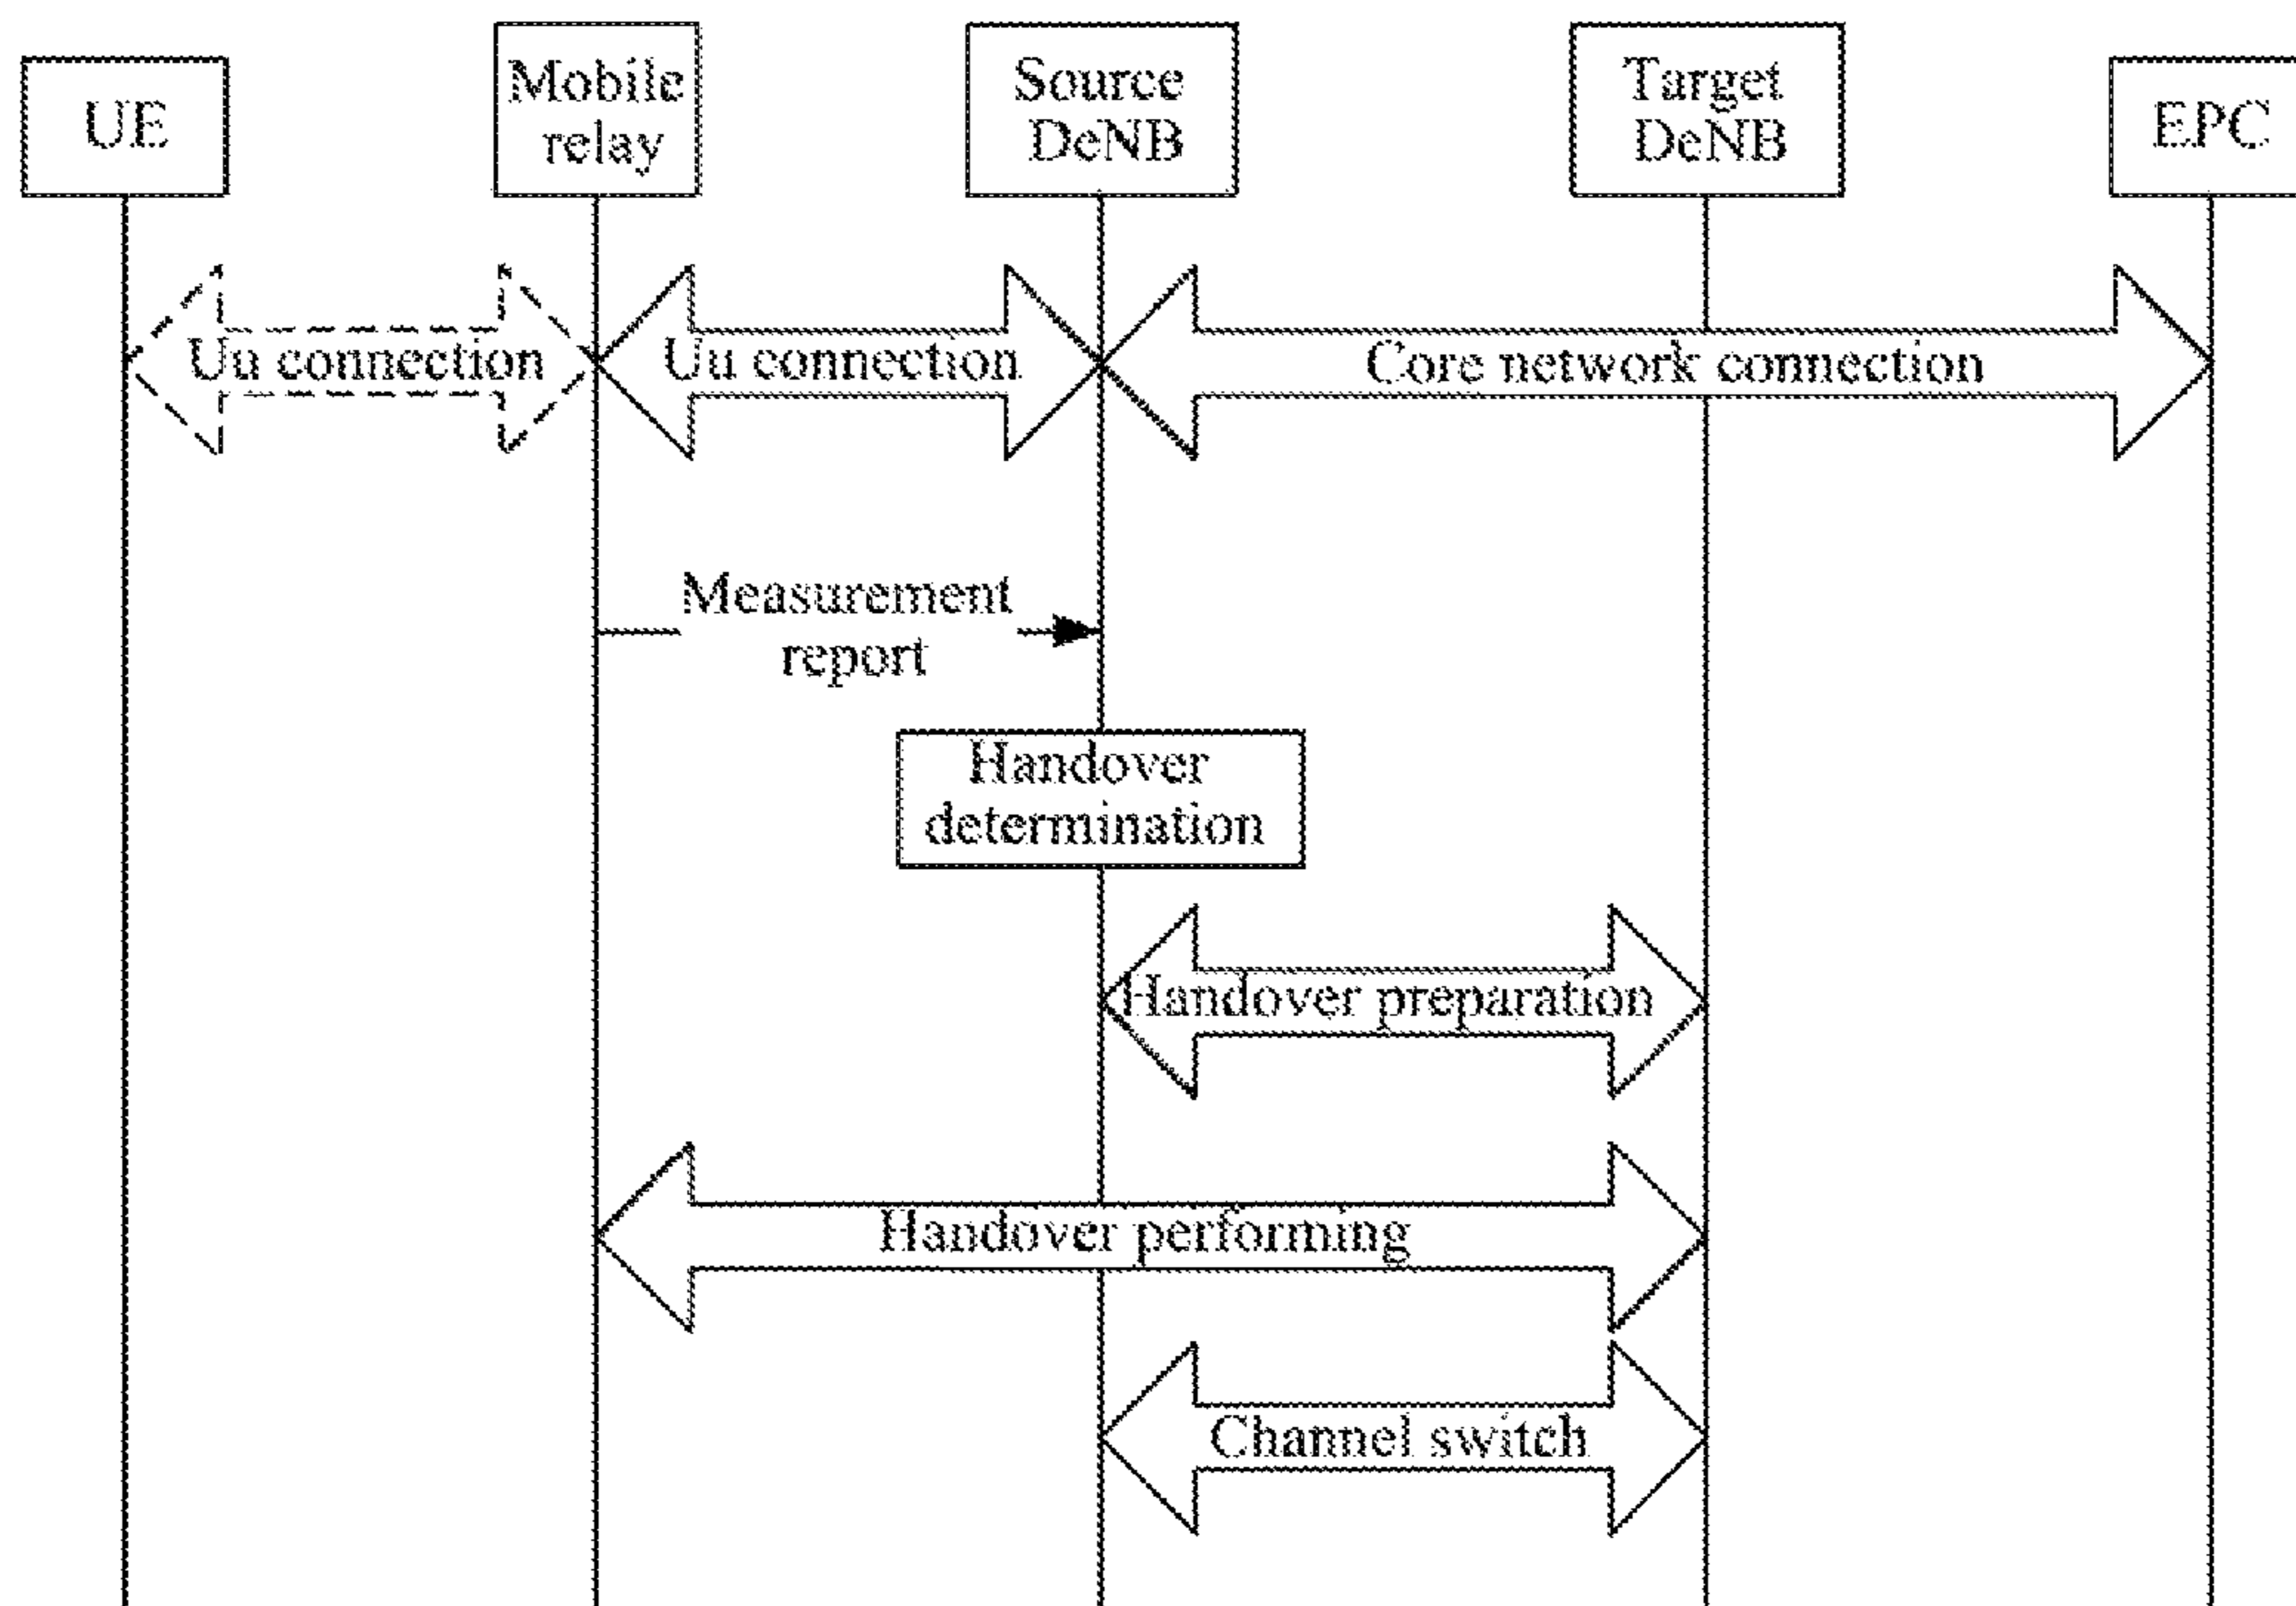 UE
Mobile
relay
Source
DeNB
Target
DeNB
EPC
Uu connection
Uu connection
Core network connection
Measurement
report
Handover
determination
Handover preparation
Handover performing
Channel switch